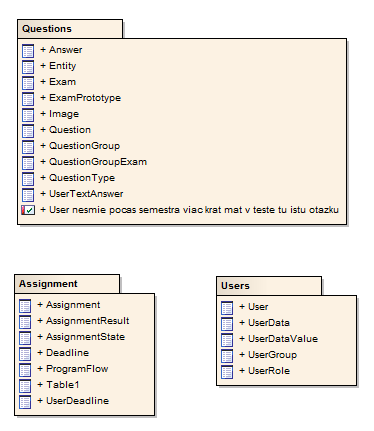 Questions
+ Answer
+ Entity
+ Exam
+ ExamPrototype
+ Image
+ Question
+ QuestionGroup
+ QuestionGroupExam
+ QuestionType
+ UserTextAnswer
+ User nesmie pocas semestra viac krat mat v teste tu istu otazku
Assignment
+ Assignment
+ AssignmentResult
+ AssignmentState
+ Deadline
+ ProgramFlow
+ Table1
+ UserDeadline
Users
+ User
+ UserData
+ UserDataValue
+ UserGroup
+ UserRole